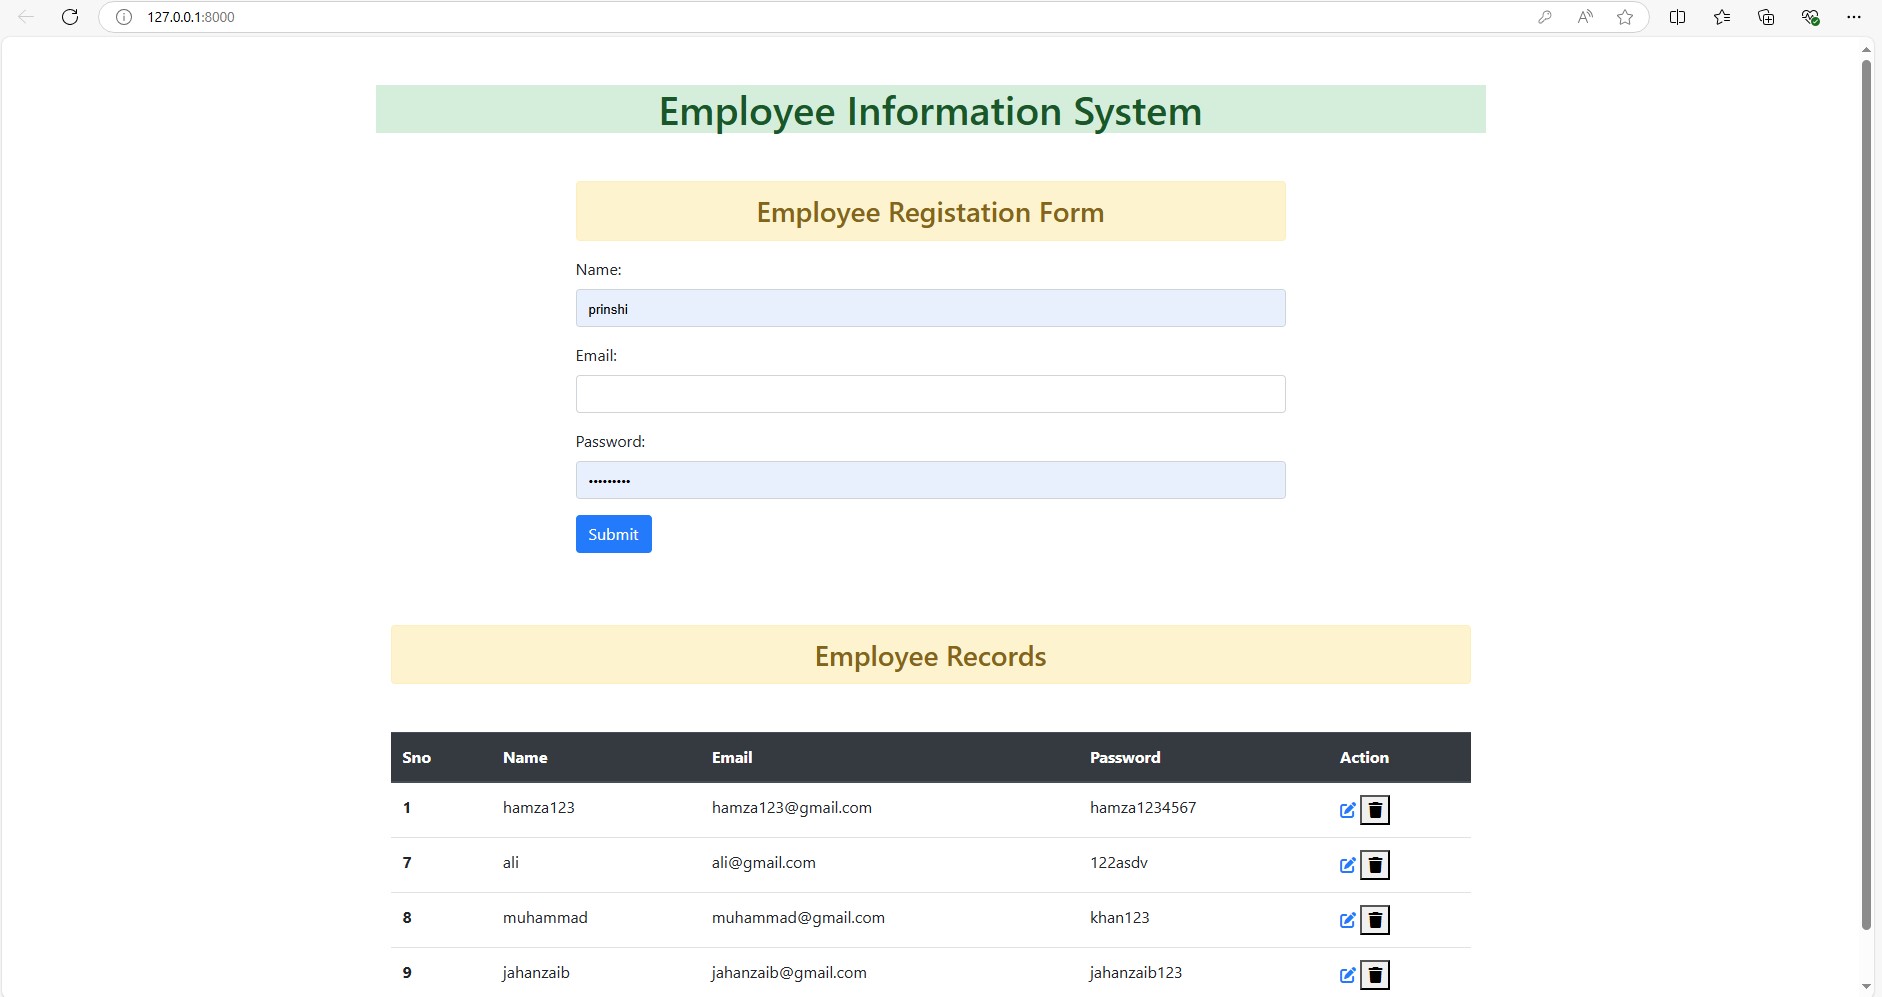 127.0.0.1:8000
Employee Information System
Employee Registation Form
Name:
prinshi
Email:
Password:
•••••••••
Submit
Employee Records
Sno Name Email Password Action
1 hamza123 hamza123@gmail.com hamza1234567
7 ali ali@gmail.com 122asdv
8 muhammad muhammad@gmail.com khan123
9 jahanzaib jahanzaib@gmail.com jahanzaib123